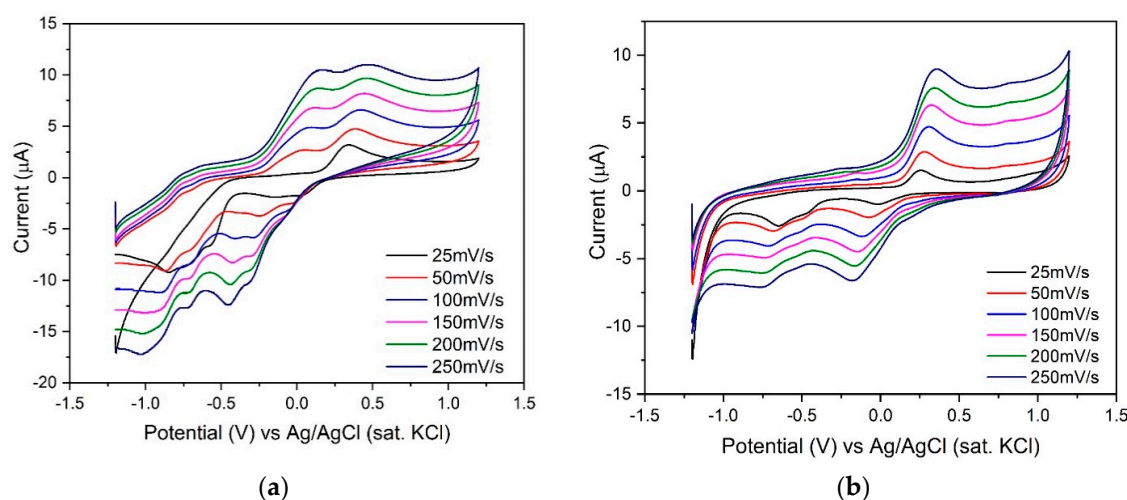 15
10
5
0
-5
-10
-15
-20
Current (µA)
25mV/s
50mV/s
100mV/s
150mV/s
200mV/s
250mV/s
-1.5 -1.0 -0.5 0.0 0.5 1.0 1.5
Potential (V) vs Ag/AgCl (sat. KCl)
(a)
10
5
0
-5
-10
-15
Current (µA)
25mV/s
50mV/s
100mV/s
150mV/s
200mV/s
250mV/s
-1.5 -1.0 -0.5 0.0 0.5 1.0 1.5
Potential (V) vs Ag/AgCl (sat. KCl)
(b)